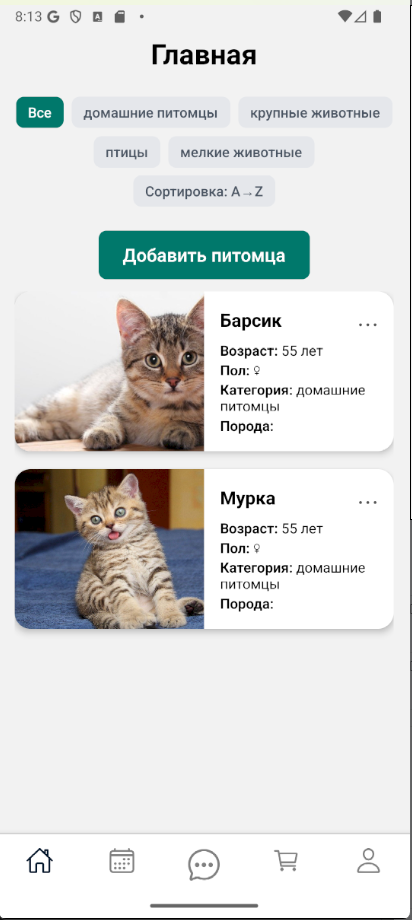 8:13
Главная
Все домашние питомцы крупные животные
птицы мелкие животные
Сортировка: A→Z
Добавить питомца
Барсик ...
Возраст: 55 лет
Пол: ♀
Категория: домашние
питомцы
Порода:
Мурка ...
Возраст: 55 лет
Пол: ♀
Категория: домашние
питомцы
Порода: